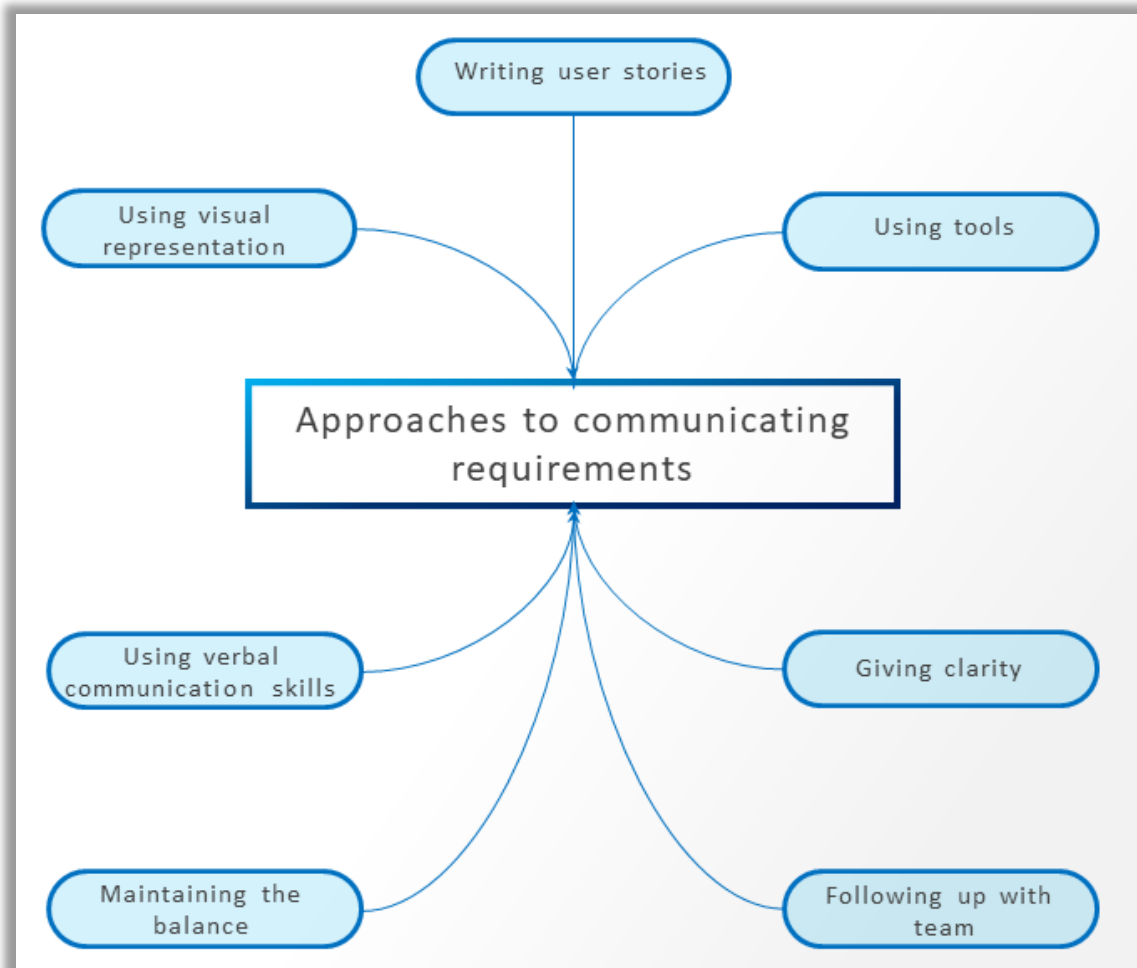 Writing user stories
Using visual
representation
Using tools
Approaches to communicating
requirements
Using verbal
communication skills
Giving clarity
Maintaining the
balance
Following up with
team